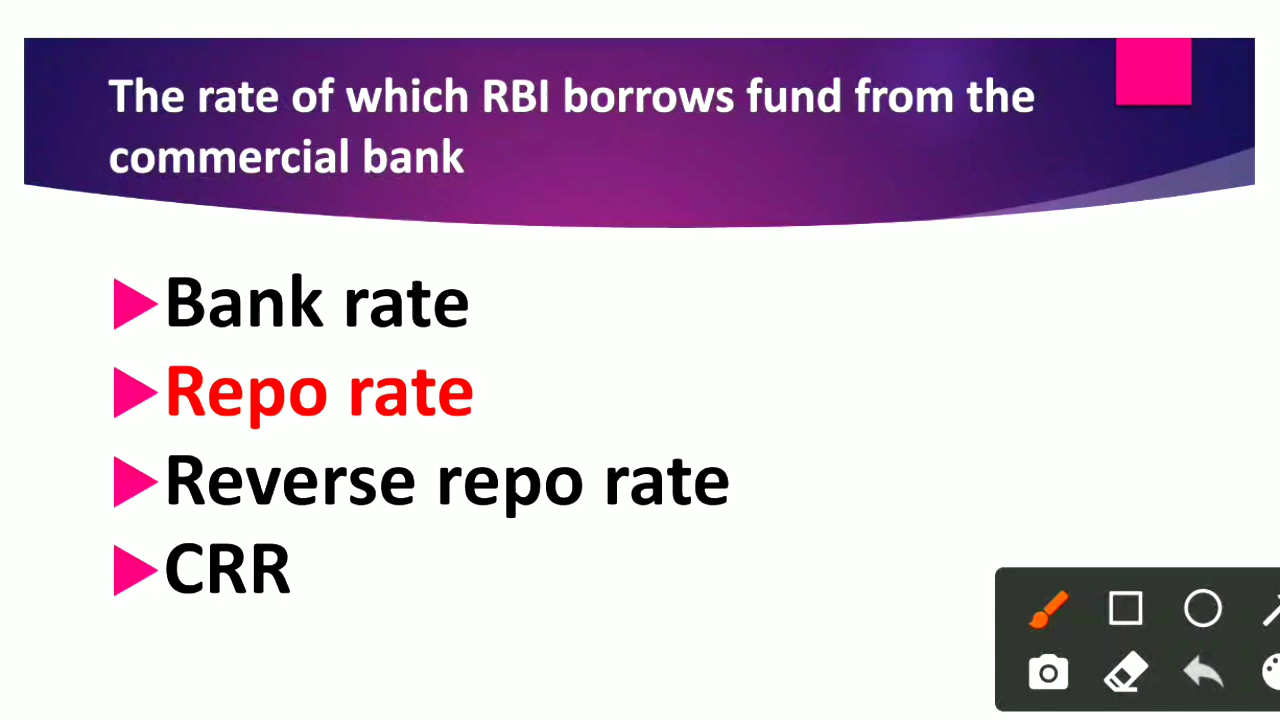 The rate of which RBI borrows fund from the
commercial bank
Bank rate
Repo rate
Reverse repo rate
CRR